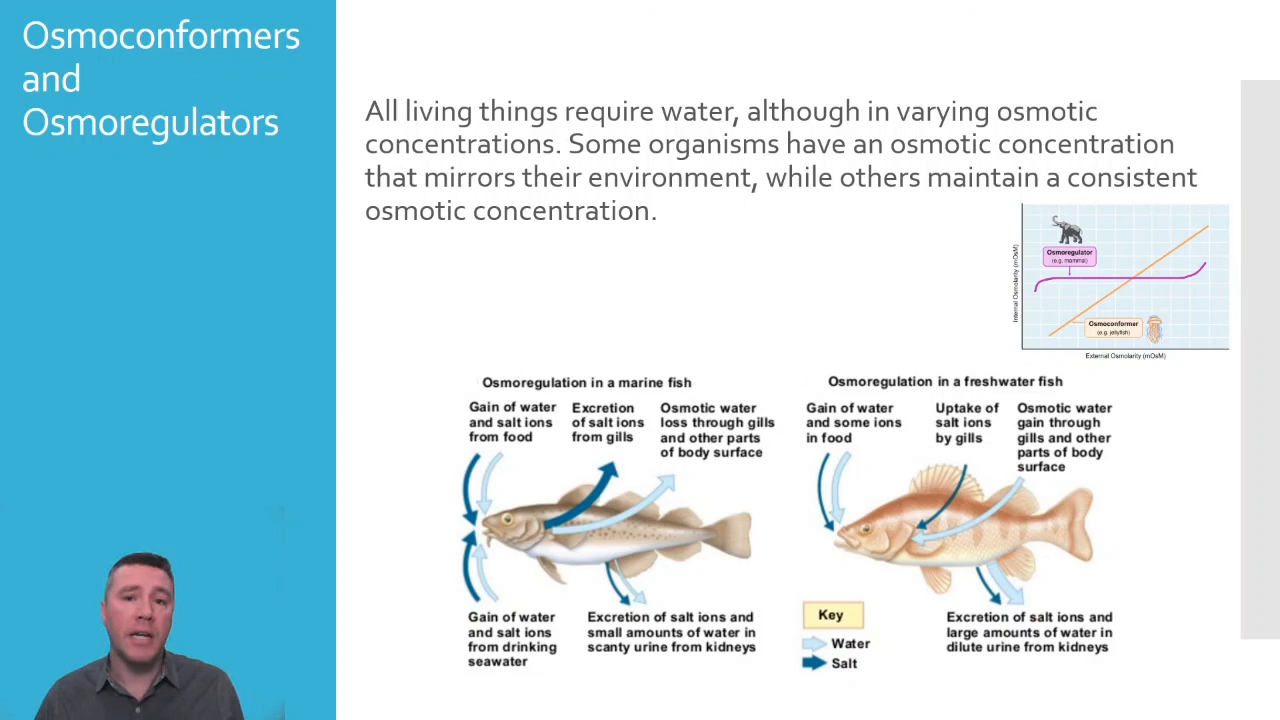 Osmoconformers
and
Osmoregulators
All living things require water, although in varying osmotic
concentrations. Some organisms have an osmotic concentration
that mirrors their environment, while others maintain a consistent
osmotic concentration.
Internal Osmolarity (mOsM)
Osmoregulator
(e.g. mammal)
Osmoconformer
(e.g. jellyfish)
External Osmolarity (mOsM)
Osmoregulation in a marine fish
Gain of water
and salt ions
from food
Excretion
of salt ions
from gills
Osmotic water
loss through gills
and other parts
of body surface
Gain of water
and salt ions
from drinking
seawater
Excretion of salt ions and
small amounts of water in
scanty urine from kidneys
Osmoregulation in a freshwater fish
Gain of water
and some ions
in food
Uptake of
salt ions
by gills
Osmotic water
gain through
gills and other
parts of body
surface
Key
Water
Salt
Excretion of salt ions and
large amounts of water in
dilute urine from kidneys